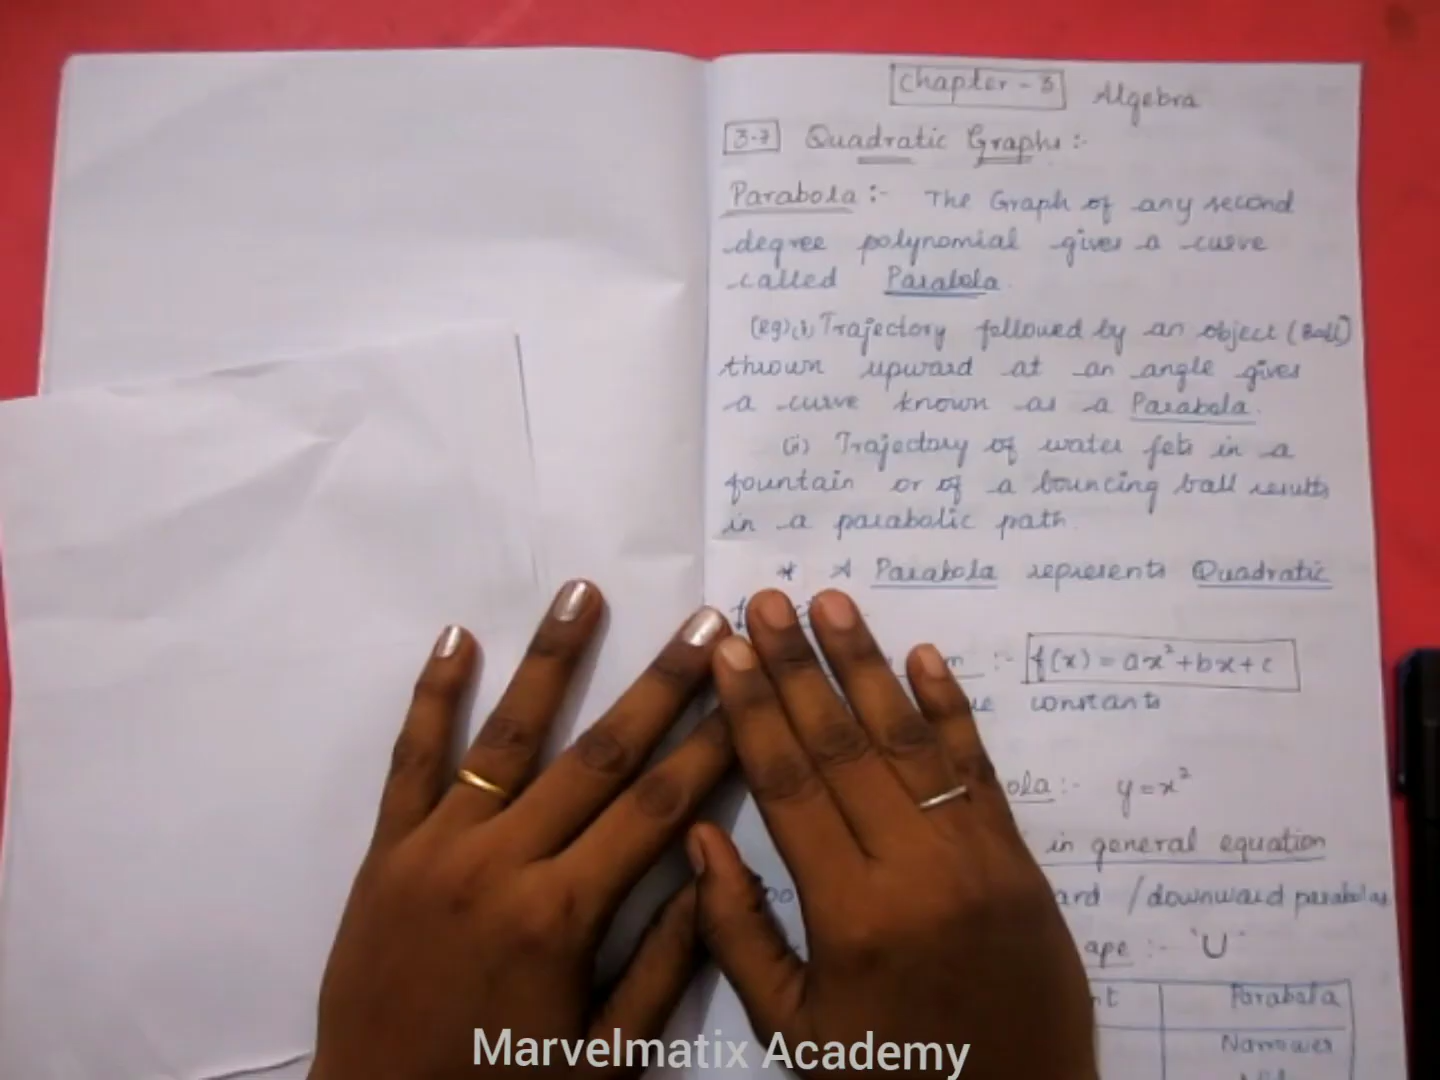 Chapter - 3 Algebra
3-7 Quadratic Graphs :-
Parabola :- The Graph of any second
degree polynomial gives a curve
called Parabola.
(eg) (i) Trajectory followed by an object (Ball)
thrown upward at an angle gives
a curve known as a Parabola.
(ii) Trajectory of water jets in a
fountain or of a bouncing ball results
in a parabolic path.
* A Parabola represents Quadratic
:- f(x) = ax²+bx+c
constants
:- y=x²
in general equation
/downward parabolas
:- "U"
Parabola
Narrower
Marvelmatix Academy